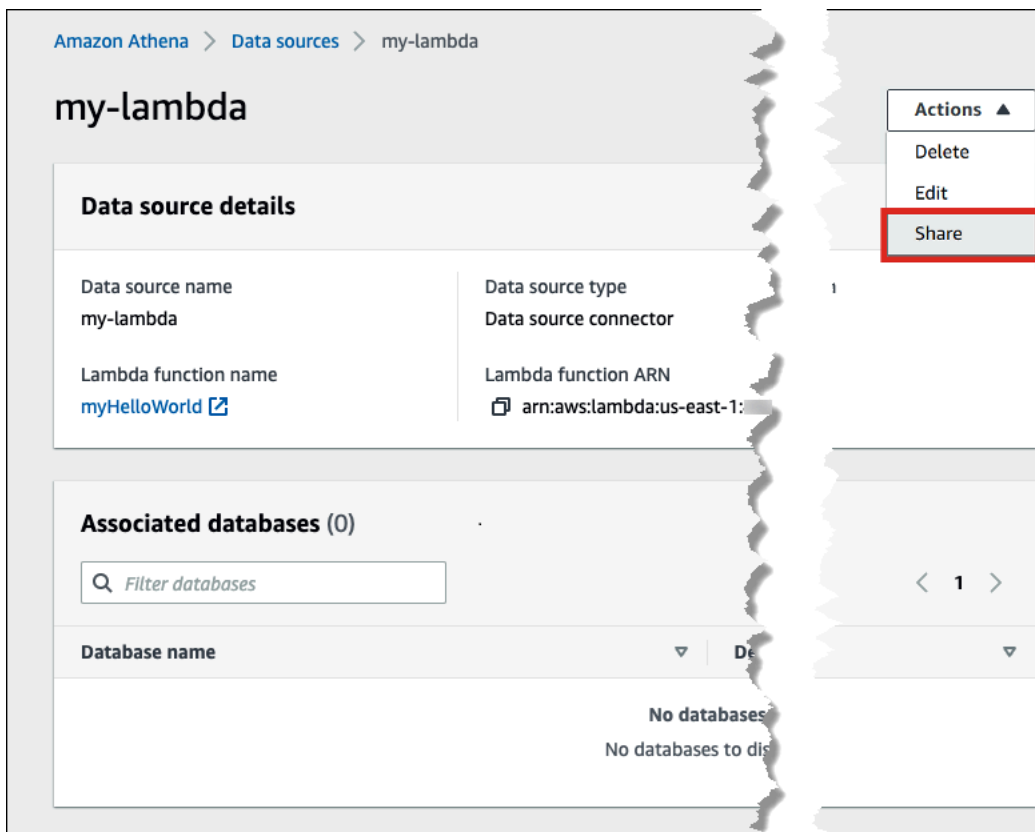 Amazon Athena > Data sources > my-lambda
my-lambda
Actions
Delete
Edit
Share
Data source details
Data source name
my-lambda
Data source type
Data source connector
Lambda function name
myHelloWorld
Lambda function ARN
arn:aws:lambda:us-east-1:
Associated databases (0)
Filter databases
< 1 >
Database name
No databases
No databases to